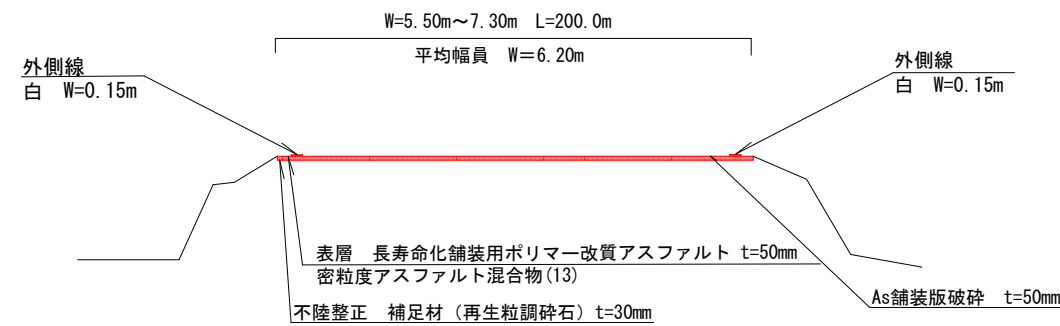 W=5.50m～7.30m L=200.0m
平均幅員 W=6.20m
外側線
白 W=0.15m
外側線
白 W=0.15m
表層 長寿命化舗装用ポリマー改質アスファルト t=50mm
密粒度アスファルト混合物(13)
As舗装版破砕 t=50mm
不陸整正 補足材（再生粒調砕石）t=30mm